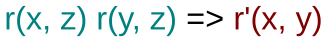 r(x, z) r(y, z) => r'(x, y)